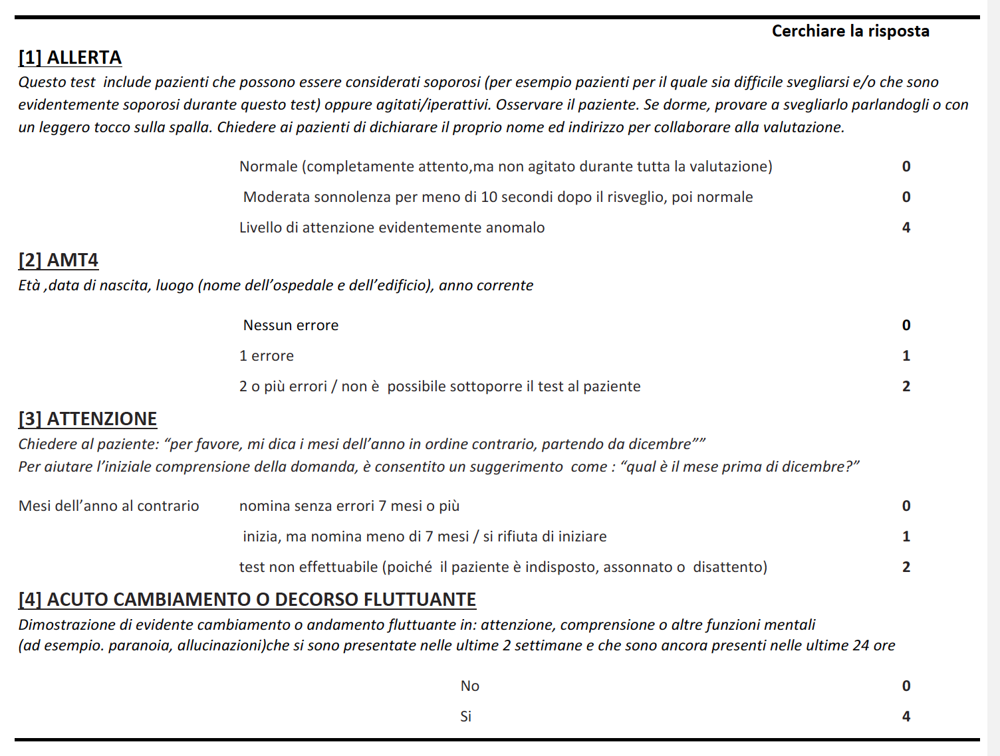 Cerchiare la risposta
[1] ALLERTA
Questo test include pazienti che possono essere considerati soporosi (per esempio pazienti per il quale sia difficile svegliarsi e/o che sono
evidentemente soporosi durante questo test) oppure agitati/iperattivi. Osservare il paziente. Se dorme, provare a svegliarlo parlandogli o con
un leggero tocco sulla spalla. Chiedere ai pazienti di dichiarare il proprio nome ed indirizzo per collaborare alla valutazione.
Normale (completamente attento,ma non agitato durante tutta la valutazione) 0
Moderata sonnolenza per meno di 10 secondi dopo il risveglio, poi normale 0
Livello di attenzione evidentemente anomalo 4
[2] AMT4
Età ,data di nascita, luogo (nome dell’ospedale e dell’edificio), anno corrente
Nessun errore 0
1 errore 1
2 o più errori / non è possibile sottoporre il test al paziente 2
[3] ATTENZIONE
Chiedere al paziente: “per favore, mi dica i mesi dell’anno in ordine contrario, partendo da dicembre””
Per aiutare l’iniziale comprensione della domanda, è consentito un suggerimento come : “qual è il mese prima di dicembre?”
Mesi dell’anno al contrario nomina senza errori 7 mesi o più 0
inizia, ma nomina meno di 7 mesi / si rifiuta di iniziare 1
test non effettuabile (poiché il paziente è indisposto, assonnato o disattento) 2
[4] ACUTO CAMBIAMENTO O DECORSO FLUTTUANTE
Dimostrazione di evidente cambiamento o andamento fluttuante in: attenzione, comprensione o altre funzioni mentali
(ad esempio. paranoia, allucinazioni)che si sono presentate nelle ultime 2 settimane e che sono ancora presenti nelle ultime 24 ore
No 0
Si 4